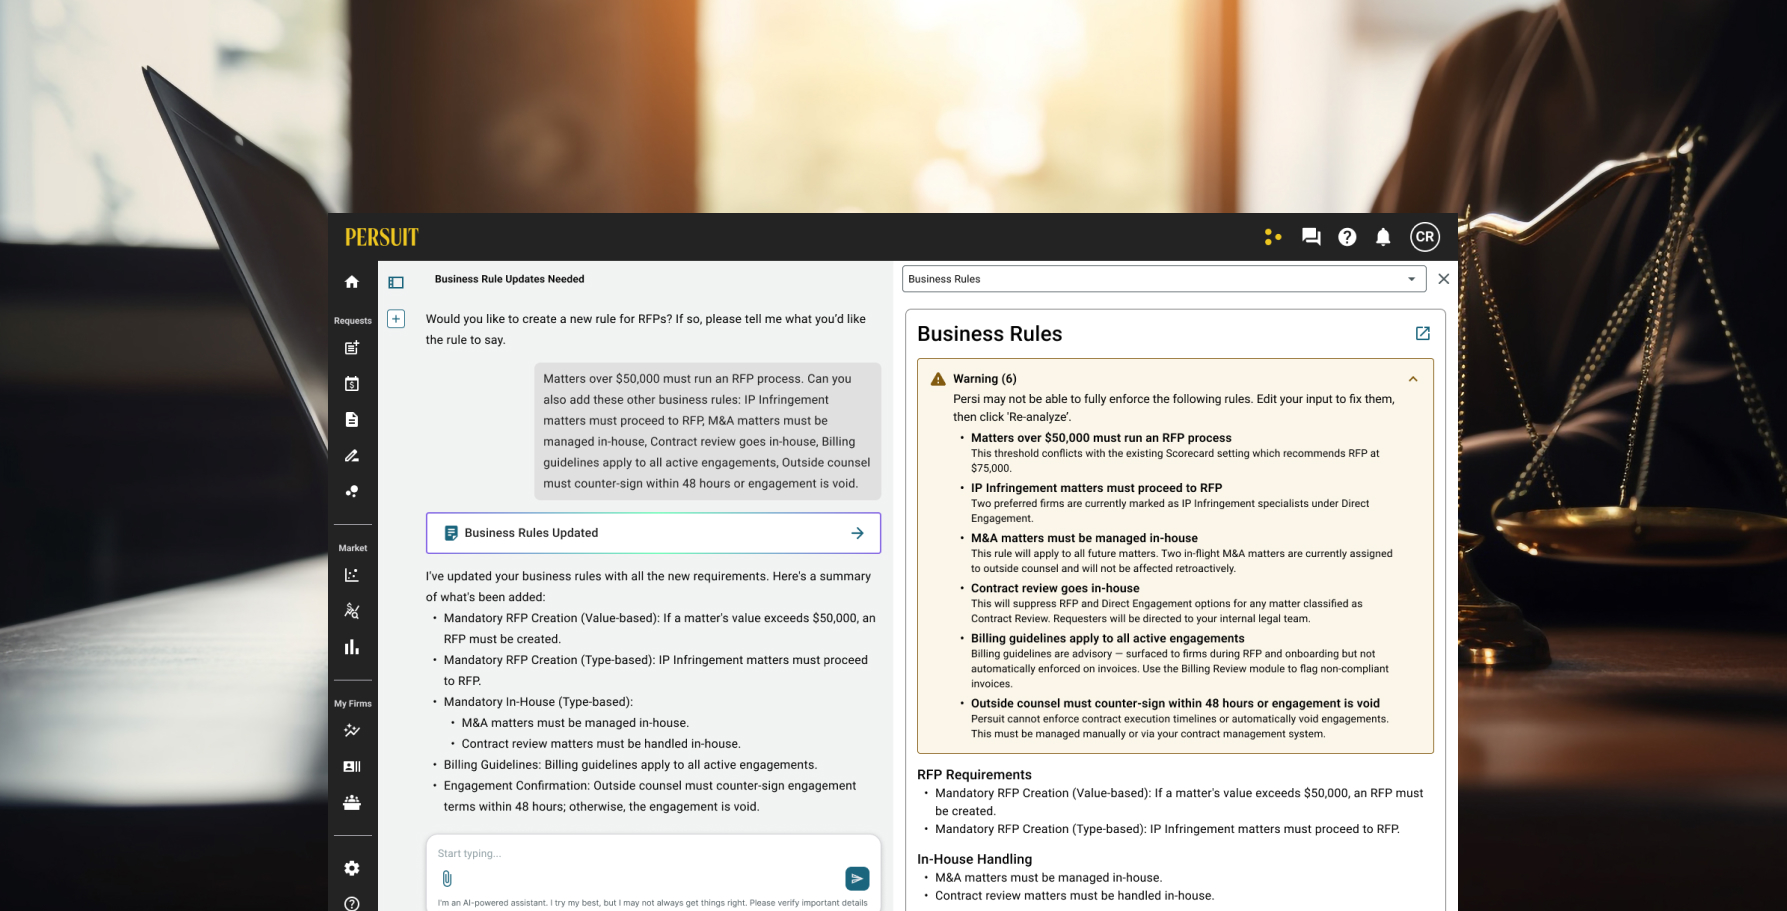 PERSUIT
CR
Requests
Market
My Firms
Business Rule Updates Needed
Would you like to create a new rule for RFPs? If so, please tell me what you'd like
the rule to say.
Matters over $50,000 must run an RFP process. Can you
also add these other business rules: IP Infringement
matters must proceed to RFP, M&A matters must be
managed in-house, Contract review goes in-house, Billing
guidelines apply to all active engagements, Outside counsel
must counter-sign within 48 hours or engagement is void.
Business Rules Updated
I've updated your business rules with all the new requirements. Here's a summary
of what's been added:
• Mandatory RFP Creation (Value-based): If a matter's value exceeds $50,000, an
RFP must be created.
• Mandatory RFP Creation (Type-based): IP Infringement matters must proceed
to RFP.
• Mandatory In-House (Type-based):
• M&A matters must be managed in-house.
• Contract review matters must be handled in-house.
• Billing Guidelines: Billing guidelines apply to all active engagements.
• Engagement Confirmation: Outside counsel must counter-sign engagement
terms within 48 hours; otherwise, the engagement is void.
Start typing...
I'm an AI-powered assistant. I try my best, but I may not always get things right. Please verify important details
Business Rules
Business Rules
Warning (6)
Persi may not be able to fully enforce the following rules. Edit your input to fix them,
then click 'Re-analyze'.
• Matters over $50,000 must run an RFP process
This threshold conflicts with the existing Scorecard setting which recommends RFP at
$75,000.
• IP Infringement matters must proceed to RFP
Two preferred firms are currently marked as IP Infringement specialists under Direct
Engagement.
• M&A matters must be managed in-house
This rule will apply to all future matters. Two in-flight M&A matters are currently assigned
to outside counsel and will not be affected retroactively.
• Contract review goes in-house
This will suppress RFP and Direct Engagement options for any matter classified as
Contract Review. Requesters will be directed to your internal legal team.
• Billing guidelines apply to all active engagements
Billing guidelines are advisory — surfaced to firms during RFP and onboarding but not
automatically enforced on invoices. Use the Billing Review module to flag non-compliant
invoices.
• Outside counsel must counter-sign within 48 hours or engagement is void
Persuit cannot enforce contract execution timelines or automatically void engagements.
This must be managed manually or via your contract management system.
RFP Requirements
• Mandatory RFP Creation (Value-based): If a matter's value exceeds $50,000, an RFP must
be created.
• Mandatory RFP Creation (Type-based): IP Infringement matters must proceed to RFP.
In-House Handling
• M&A matters must be managed in-house.
• Contract review matters must be handled in-house.